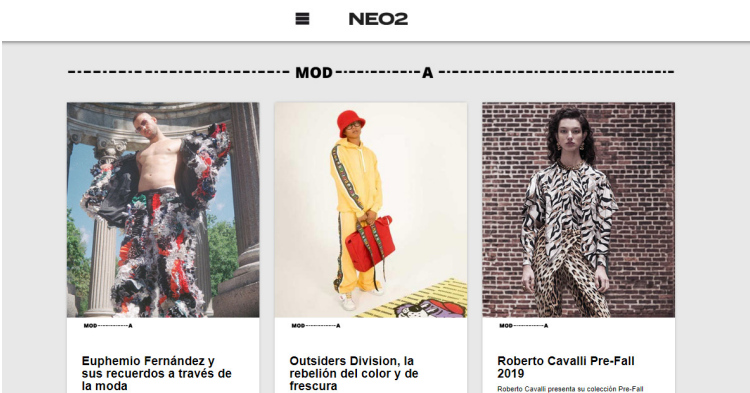 NEO2
MOD-----------A
MOD-----------A
Euphemio Fernández y
sus recuerdos a través de
la moda
MOD-----------A
Outsiders Division, la
rebelión del color y de
frescura
MOD-----------A
Roberto Cavalli Pre-Fall
2019
Roberto Cavalli presenta su colección Pre-Fall